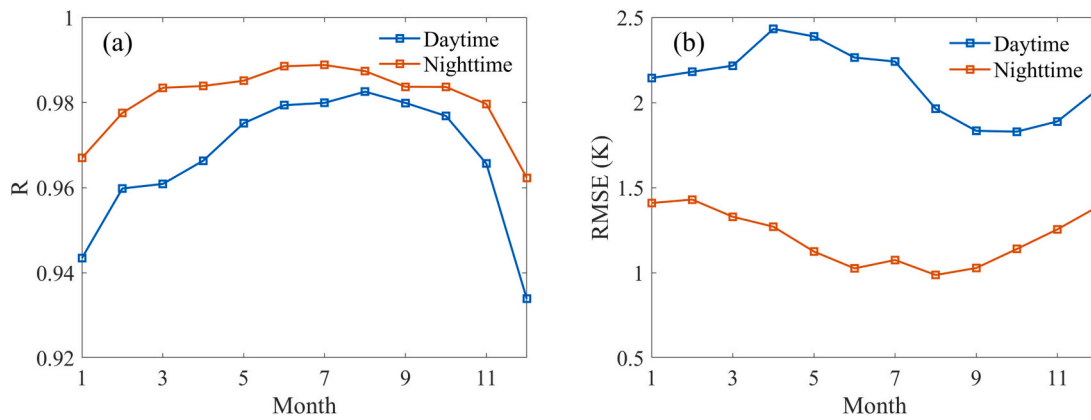 (a)
Daytime
Nighttime
R
1
0.98
0.96
0.94
0.92
1 3 5 7 9 11
Month
(b)
Daytime
Nighttime
RMSE (K)
2.5
2
1.5
1
0.5
1 3 5 7 9 11
Month